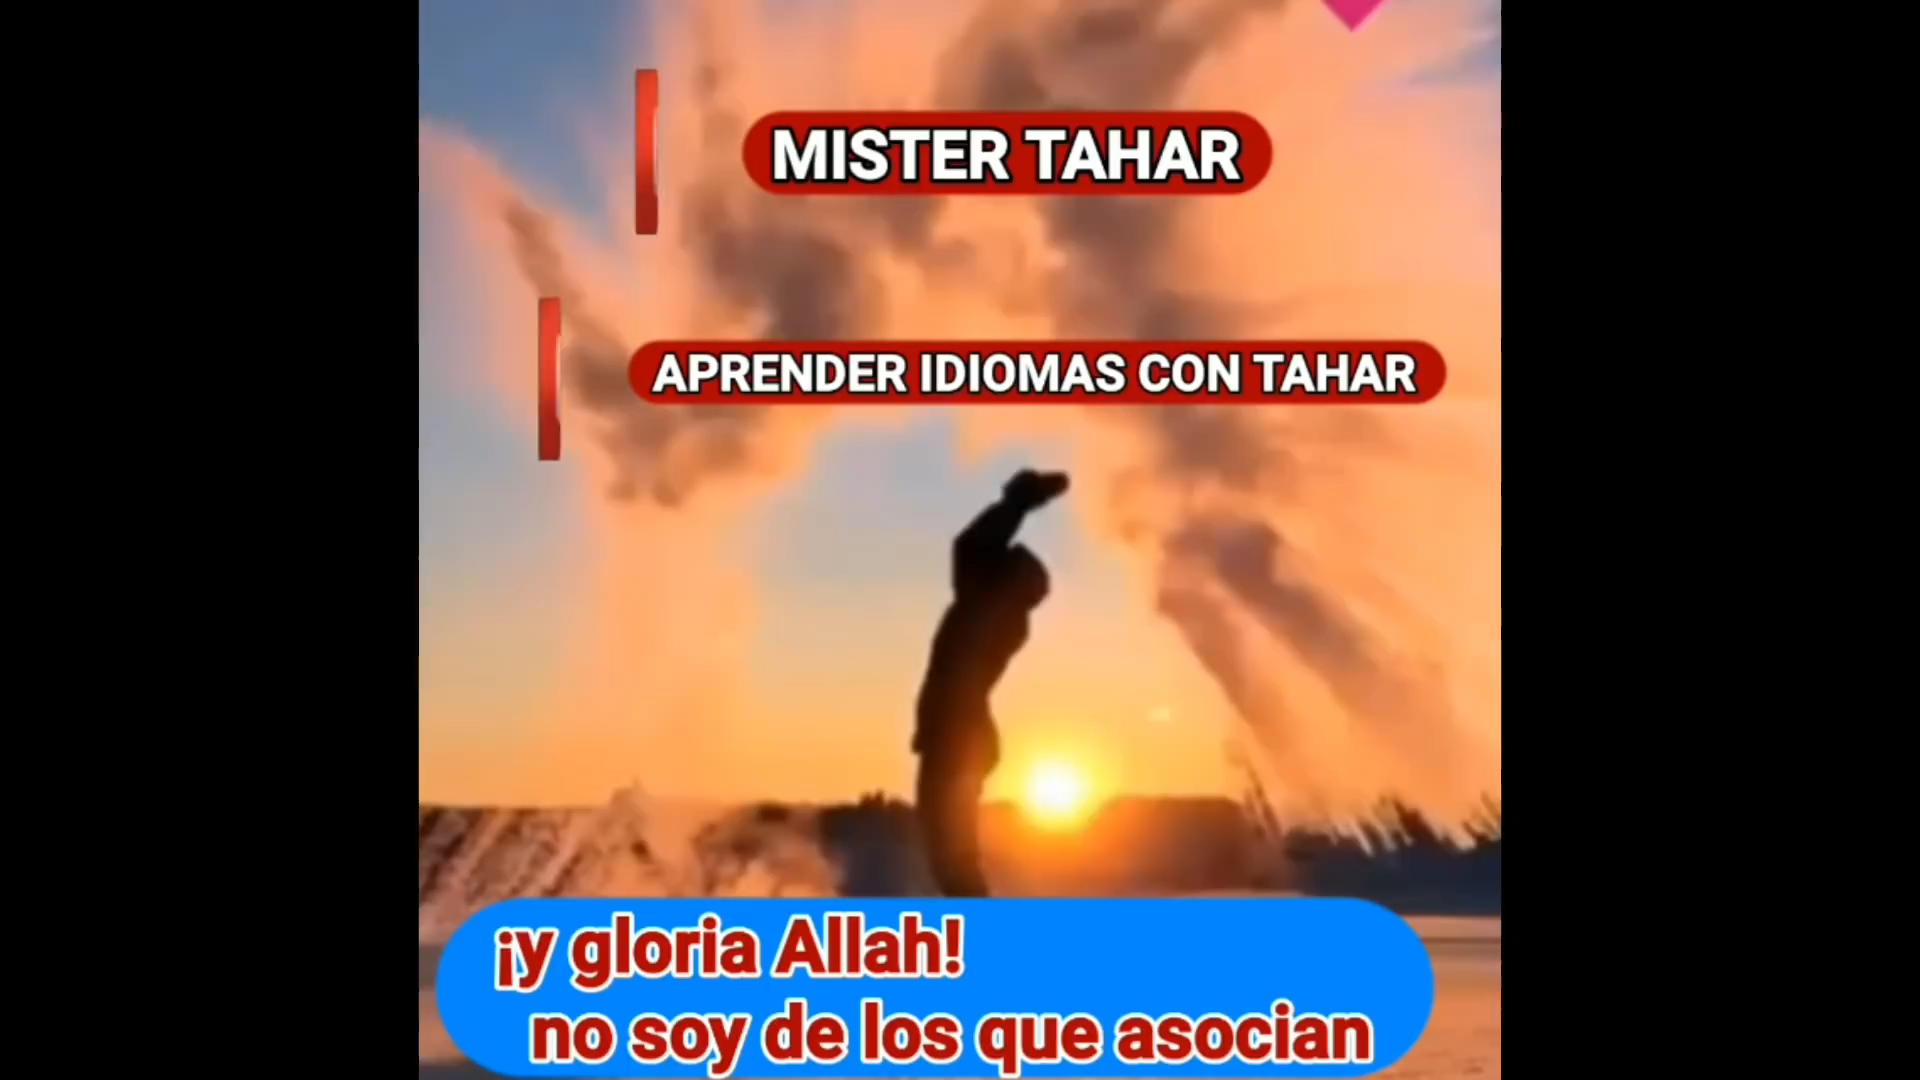 MISTER TAHAR
APRENDER IDIOMAS CON TAHAR
¡y gloria Allah!
no soy de los que asocian